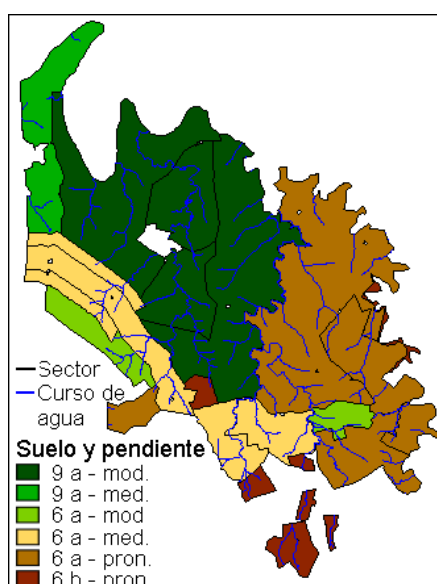 Sector
Curso de
agua
Suelo y pendiente
9 a - mod.
9 a - med.
6 a - mod
6 a - med.
6 a - pron.
6 b - pron